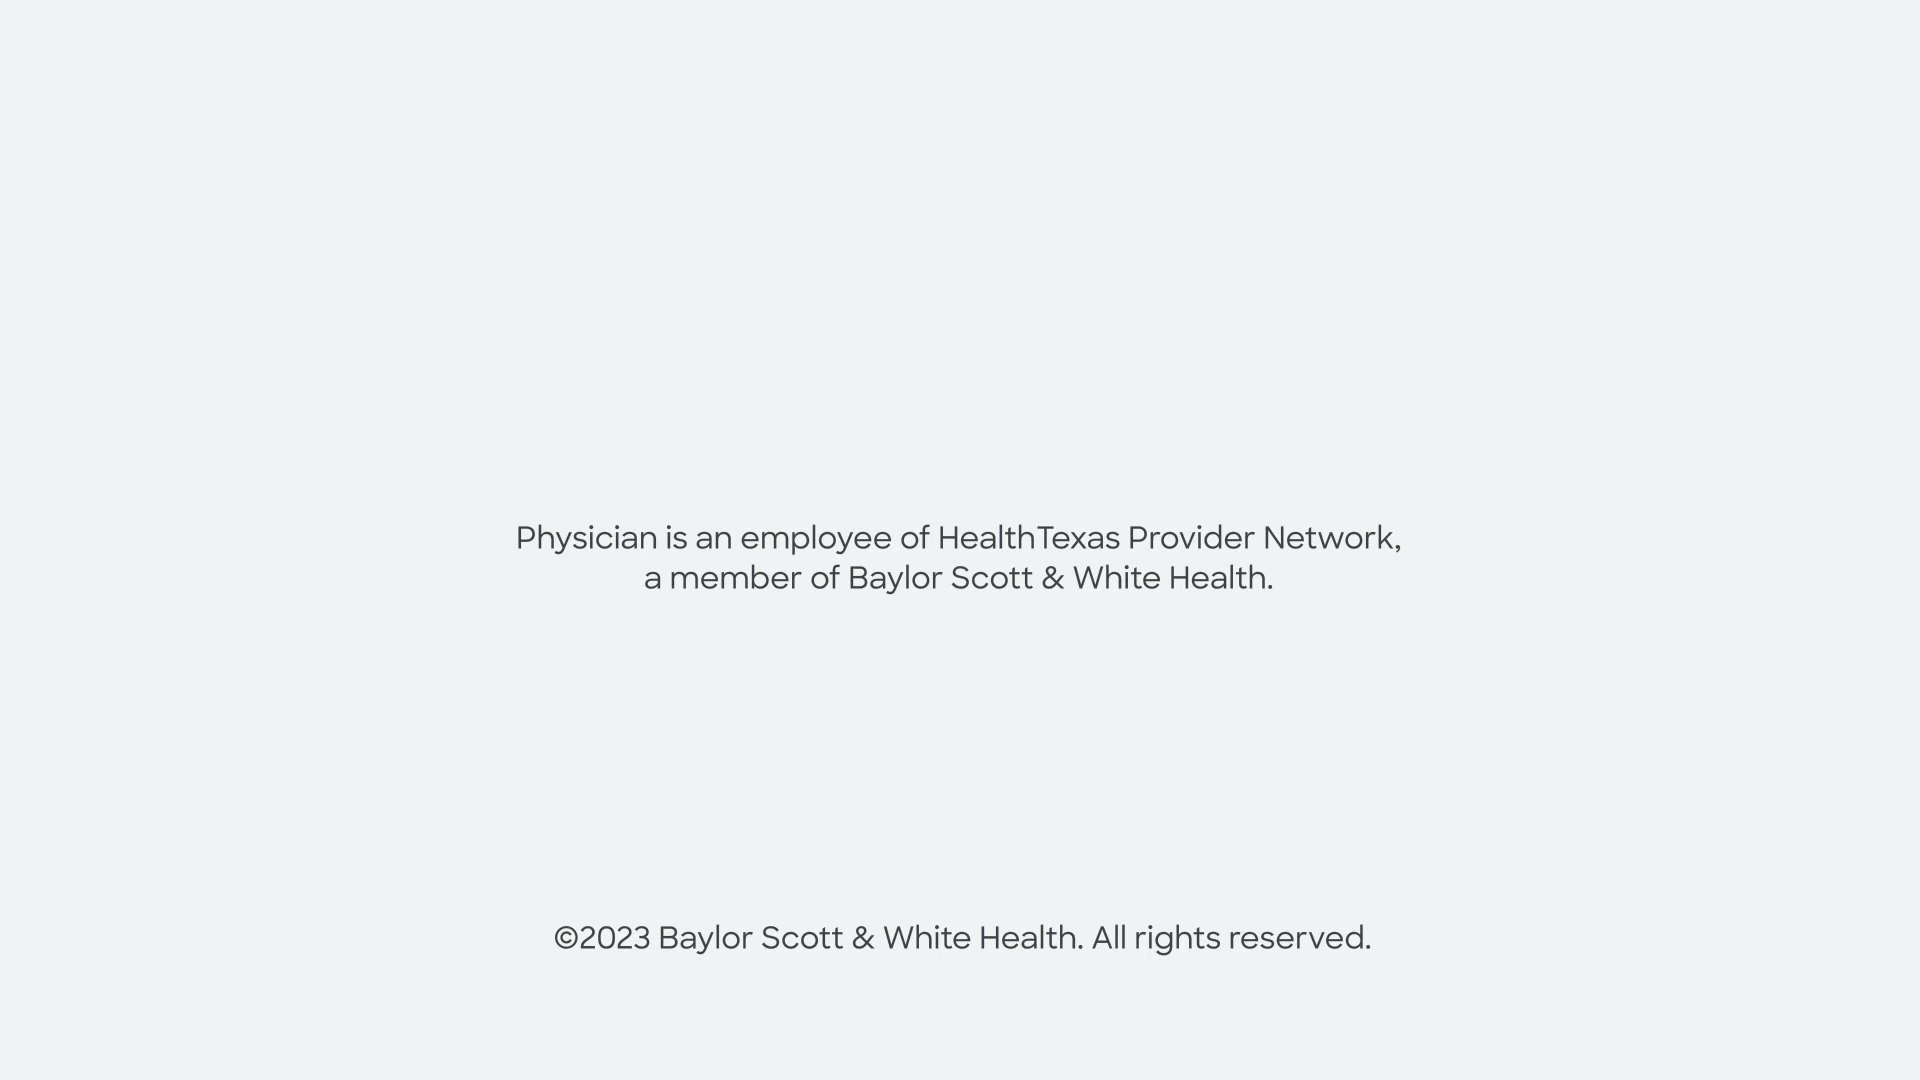 Physician is an employee of HealthTexas Provider Network,
a member of Baylor Scott & White Health.
©2023 Baylor Scott & White Health. All rights reserved.